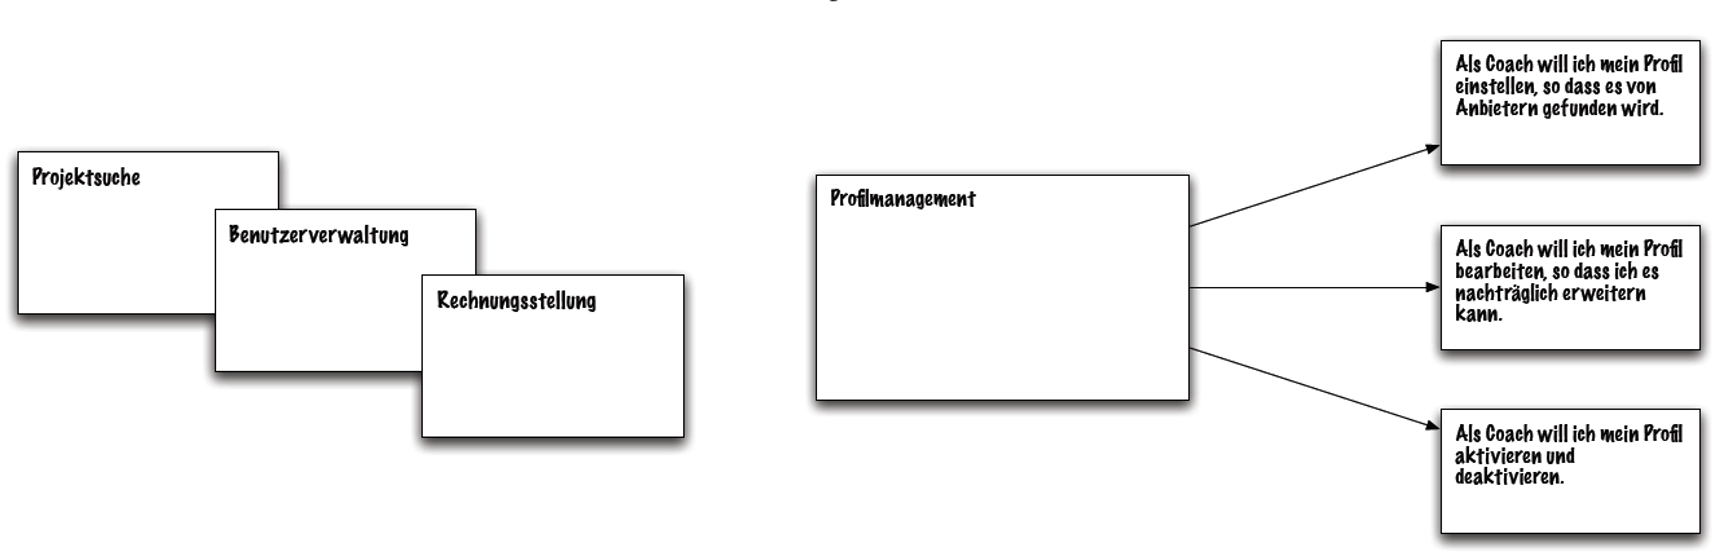 Projektsuche
Benutzerverwaltung
Rechnungsstellung
Profilmanagement
Als Coach will ich mein Profil
einstellen, so dass es von
Anbietern gefunden wird.
Als Coach will ich mein Profil
bearbeiten, so dass ich es
nachträglich erweitern
kann.
Als Coach will ich mein Profil
aktivieren und
deaktivieren.